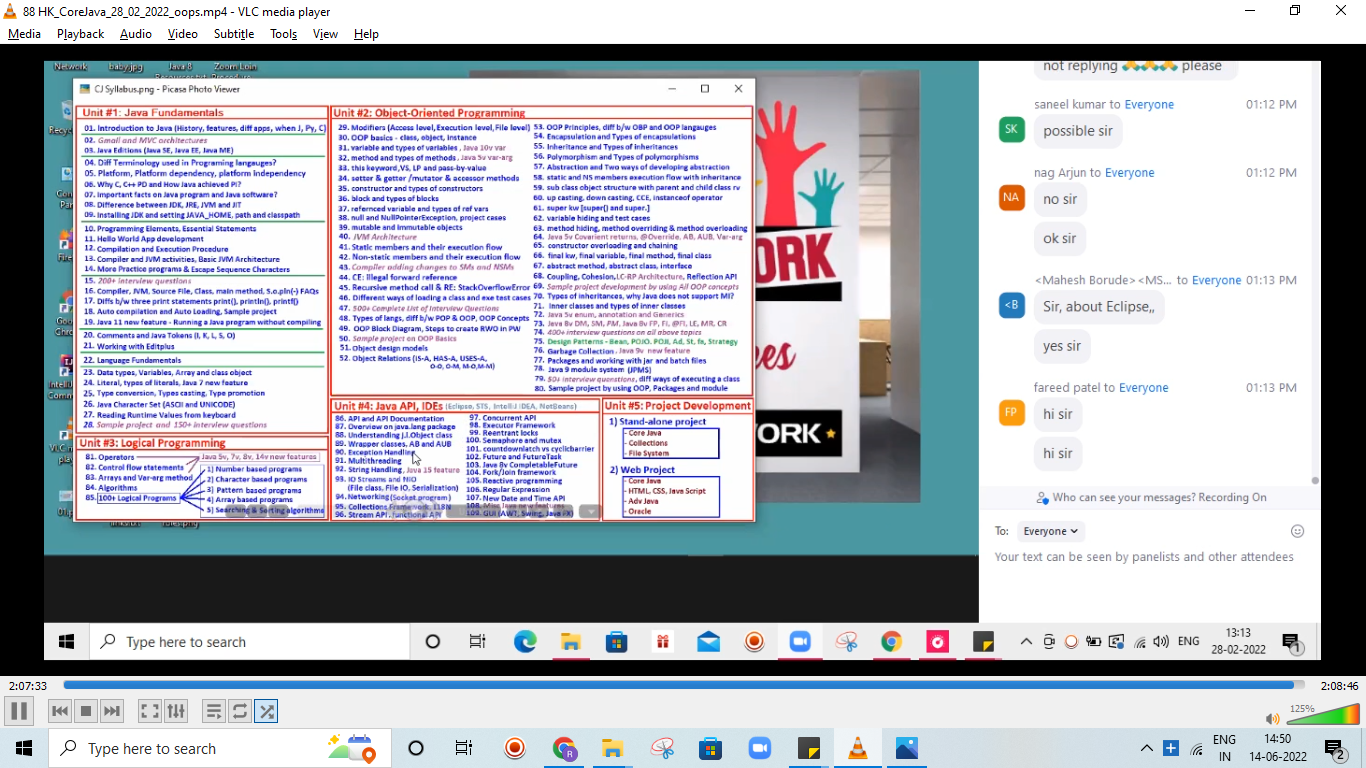 88 HK_CoreJava_28_02_2022_oops.mp4 - VLC media player
Media Playback Audio Video Subtitle Tools View Help
Network baby.jpg Java 8 Zoom Loin
CJ Syllabus.png - Picasa Photo Viewer
Unit #1: Java Fundamentals
01. Introduction to Java (History, features, diff apps, when J, Py, C)
02. Gmail and MVC architectures
03. Java Editions (Java SE, Java EE, Java ME)
04. Diff Terminology used in Programing langauges?
05. Platform, Platform dependency, platform Independency
06. Why C, C++ PD and How Java achieved PI?
07. Important facts on Java program and Java software?
08. Difference between JDK, JRE, JVM and JIT
09. Installing JDK and setting JAVA_HOME, path and classpath
10. Programming Elements, Essential Statements
11. Hello World App development
12. Compilation and Execution Procedure
13. Compiler and JVM activities, Basic JVM Architecture
14. More Practice programs & Escape Sequence Characters
15. 200+ interview questions
16. Compiler, JVM, Source File, Class, main method, S.o.pln(-) FAQs
17. Diffs b/w three print statements print(), println(), printf()
18. Auto compilation and Auto Loading, Sample project
19. Java 11 new feature - Running a Java program without compiling
20. Comments and Java Tokens (I, K, L, S, O)
21. Working with Editplus
22. Language Fundamentals
23. Data types, Variables, Array and class object
24. Literal, types of literals, Java 7 new feature
25. Type conversion, Types casting, Type promotion
26. Java Character Set (ASCII and UNICODE)
27. Reading Runtime Values from keyboard
28. Sample project and 150+ interview questions
Unit #3: Logical Programming
81. Operators Java 5v, 7v, 8v, 14v new features
82. Control flow statements
83. Arrays and Var-arg method
84. Algorithms
85. 100+ Logical Programs
1) Number based programs
2) Character based programs
3) Pattern based programs
4) Array based programs
5) Searching & Sorting algorithms
Unit #2: Object-Oriented Programming
29. Modifiers (Access level, Execution level, File level)
30. OOP basics - class, object, instance
31. variable and types of variables, Java 10v var
32. method and types of methods, Java 5v var-arg
33. this keyword, VS, LP and pass-by-value
34. setter & getter /mutator & accessor methods
35. constructor and types of constructors
36. block and types of blocks
37. refernced variable and types of ref vars
38. null and NullPointerException, project cases
39. mutable and immutable objects
40. JVM Architecture
41. Static members and their execution flow
42. Non-static members and their execution flow
43. Compiler adding changes to SMs and NSMs
44. CE: illegal forward reference
45. Recursive method call & RE: StackOverflowError
46. Different ways of loading a class and exe test cases
47. 500+ Complete List of Interview Questions
48. Types of langs, diff b/w POP & OOP, OOP Concepts
49. OOP Block Diagram, Steps to create RWO in PW
50. Sample project on OOP Basics
51. Object design models
52. Object Relations (IS-A, HAS-A, USES-A,
O-O, O-M, M-O, M-M)
53. OOP Principles, diff b/w OBP and OOP langauges
54. Encapsulation and Types of encapsulations
55. Inheritance and Types of Inheritances
56. Polymorphism and Types of polymorphisms
57. Abstraction and Two ways of developing abstraction
58. static and NS members execution flow with inheritance
59. sub class object structure with parent and child class rv
60. up casting, down casting, CCE, instanceof operator
61. super kw [super() and super.]
62. variable hiding and test cases
63. method hiding, method overriding & method overloading
64. Java 5v Covarient returns, @Override, AB, AUB, Var-arg
65. constructor overloading and chaining
66. final kw, final variable, final method, final class
67. abstract method, abstract class, interface
68. Coupling, Cohesion, LC-RP Architecture, Reflection API
69. Sample project development by using All OOP concepts
70. Types of inheritances, why Java does not support MI?
71. Inner classes and types of inner classes
72. Java 5v enum, annotation and Generics
73. Java 8v DM, SM, PM, Java 8v FP, FI, @FI, LE, MR, CR
74. 400+ interview questions on all above topics
75. Design Patterns - Bean, POJO, POJI, Ad, St, fa, Strategy
76. Garbage Collection, Java 9v new feature
77. Packages and working with jar and batch files
78. Java 9 module system (JPMS)
79. 50+ interview questions, diff ways of executing a class
80. Sample project by using OOP, Packages and module
Unit #4: Java API, IDEs (Eclipse, STS, IntelliJ IDEA, NetBeans)
86. API and API Documentation
87. Overview on java.lang package
88. Understanding j.l.Object class
89. Wrapper classes, AB and AUB
90. Exception Handling
91. Multithreading
92. String Handling, Java 15 feature
93. IO Streams and NIO
(File class, File IO, Serialization)
94. Networking (Socket program)
95. Collections Framework, I18N
96. Stream API, functional API
97. Concurrent API
98. Executor Framework
99. Reentrant locks
100. Semaphore and mutex
101. countdownlatch vs cyclicbarrier
102. Future and FutureTask
103. Java 8v CompletableFuture
104. Fork/Join framework
105. Reactive programming
106. Regular Expression
107. New Date and Time API
108. Misc Java new features
109. GUI (AWT, Swing, Java FX)
Unit #5: Project Development
1) Stand-alone project
- Core Java
- Collections
- File System
2) Web Project
- Core Java
- HTML, CSS, Java Script
- Adv Java
- Oracle
ORK
ORK
not replying 🙏🙏🙏🙏 please
saneel kumar to Everyone 01:12 PM
SK possible sir
nag Arjun to Everyone 01:12 PM
NA no sir
ok sir
<Mahesh Borude> <MS... to Everyone 01:13 PM
<B Sir, about Eclipse,,
yes sir
fareed patel to Everyone 01:13 PM
FP hi sir
hi sir
Who can see your messages? Recording On
To: Everyone
Your text can be seen by panelists and other attendees
Type here to search
ENG
13:13
28-02-2022
1
2:07:33 2:08:46
125%
Type here to search
ENG
IN
14:50
14-06-2022
2